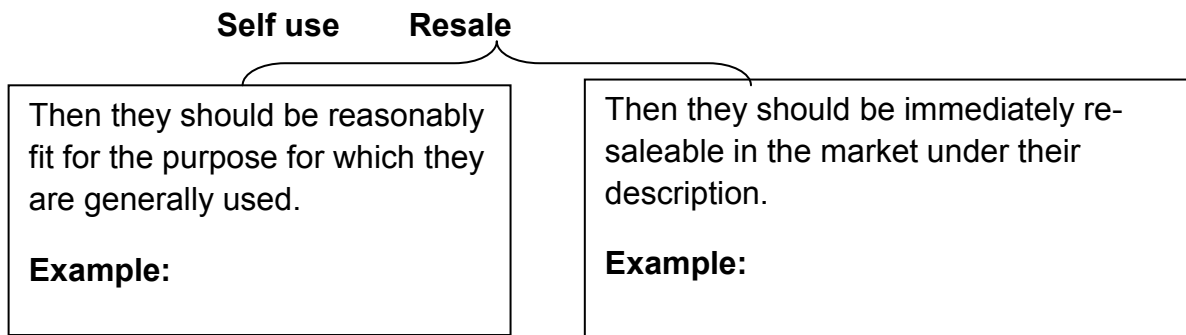 Self use Resale
Then they should be reasonably
fit for the purpose for which they
are generally used.
Example:
Then they should be immediately re-
saleable in the market under their
description.
Example: